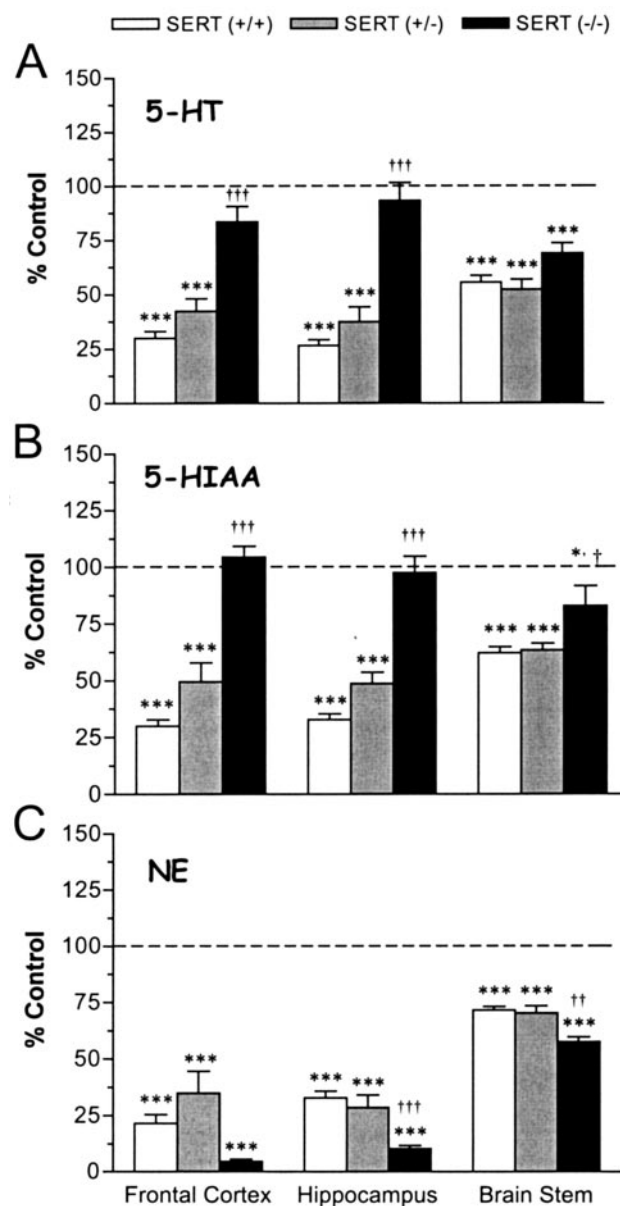 SERT (+/+) SERT (+/-) SERT (-/-)
A
5-HT
150
125
100
75
50
25
0
% Control
††† ††† ***
*** *** *** *** *** ***
B
5-HIAA
150
125
100
75
50
25
0
% Control
††† ††† *, †
*** *** *** *** *** ***
C
NE
150
125
100
75
50
25
0
% Control
*** *** ***
*** *** ††† ***
*** *** †† ***
Frontal Cortex Hippocampus Brain Stem